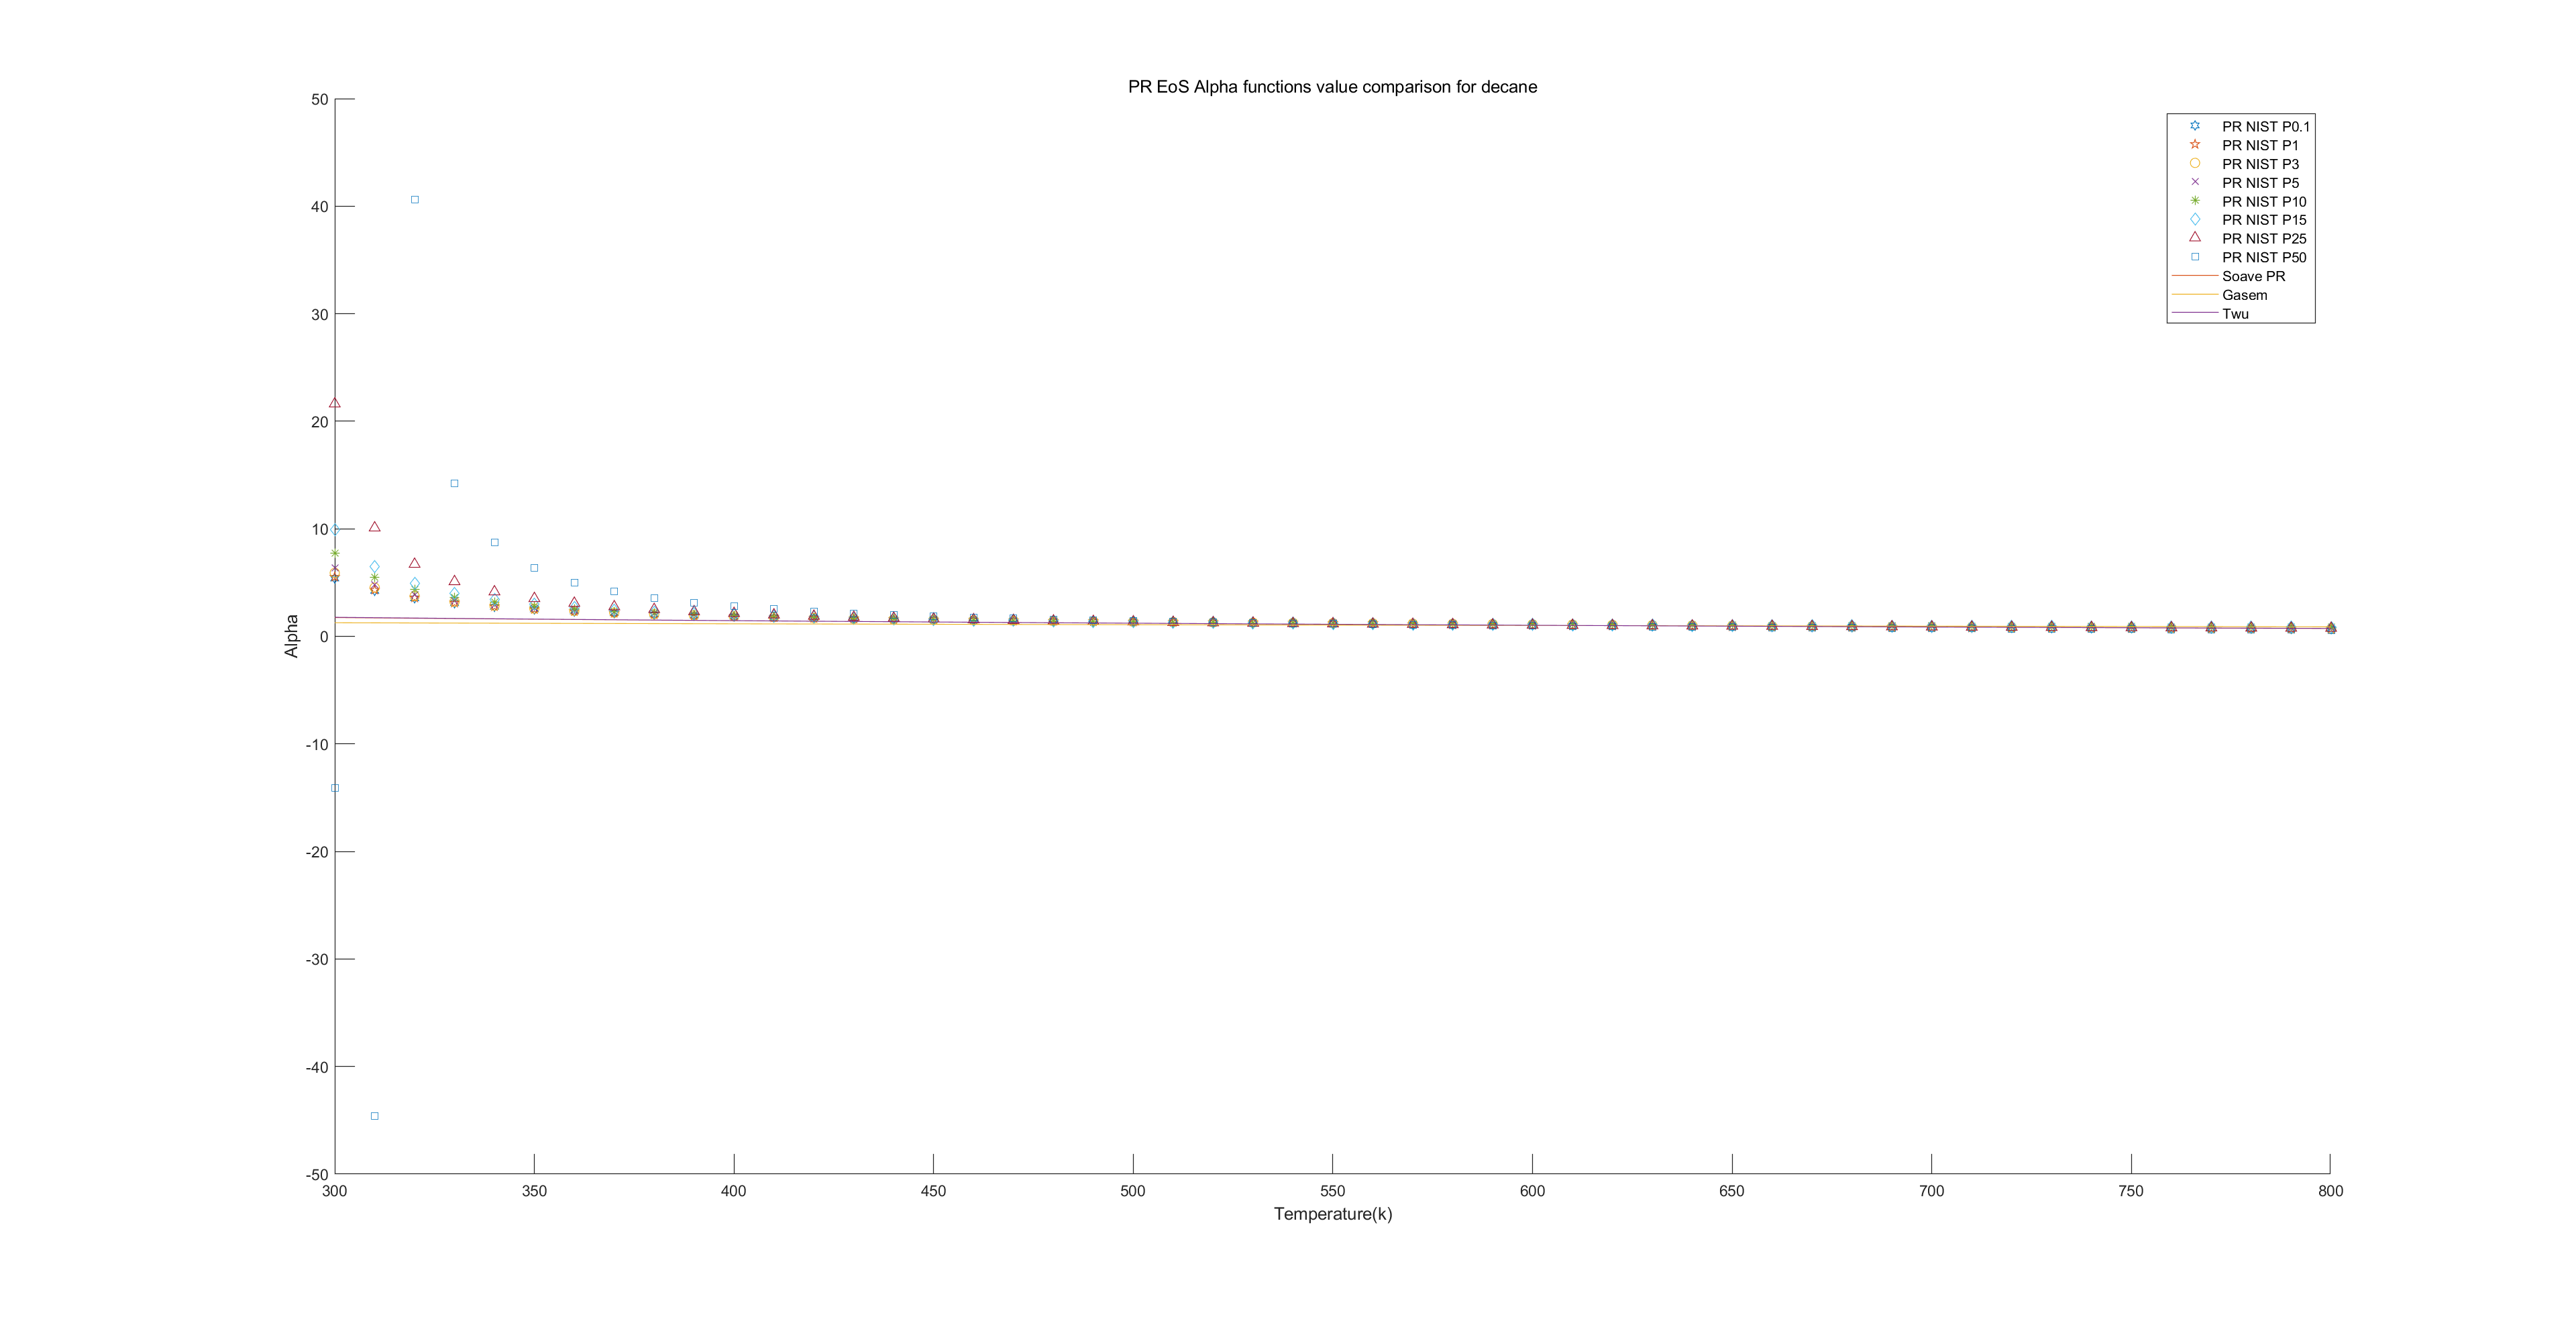 PR EoS Alpha functions value comparison for decane
50
40
30
20
10
0
-10
-20
-30
-40
-50
Alpha
300
350
400
450
500
550
600
650
700
750
800
Temperature(k)
PR NIST P0.1
PR NIST P1
PR NIST P3
PR NIST P5
PR NIST P10
PR NIST P15
PR NIST P25
PR NIST P50
Soave PR
Gasem
Twu